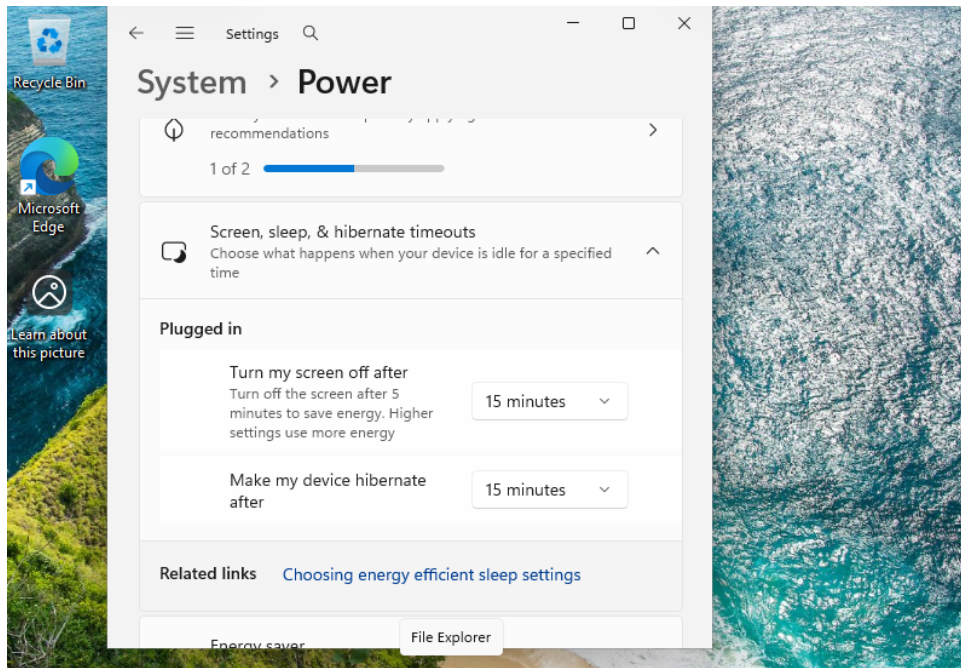 Recycle Bin
Microsoft
Edge
Learn about
this picture
Settings
System > Power
recommendations
1 of 2
Screen, sleep, & hibernate timeouts
Choose what happens when your device is idle for a specified
time
Plugged in
Turn my screen off after
Turn off the screen after 5
minutes to save energy. Higher
settings use more energy
15 minutes
Make my device hibernate
after
15 minutes
Related links
Choosing energy efficient sleep settings
Energy saver
File Explorer